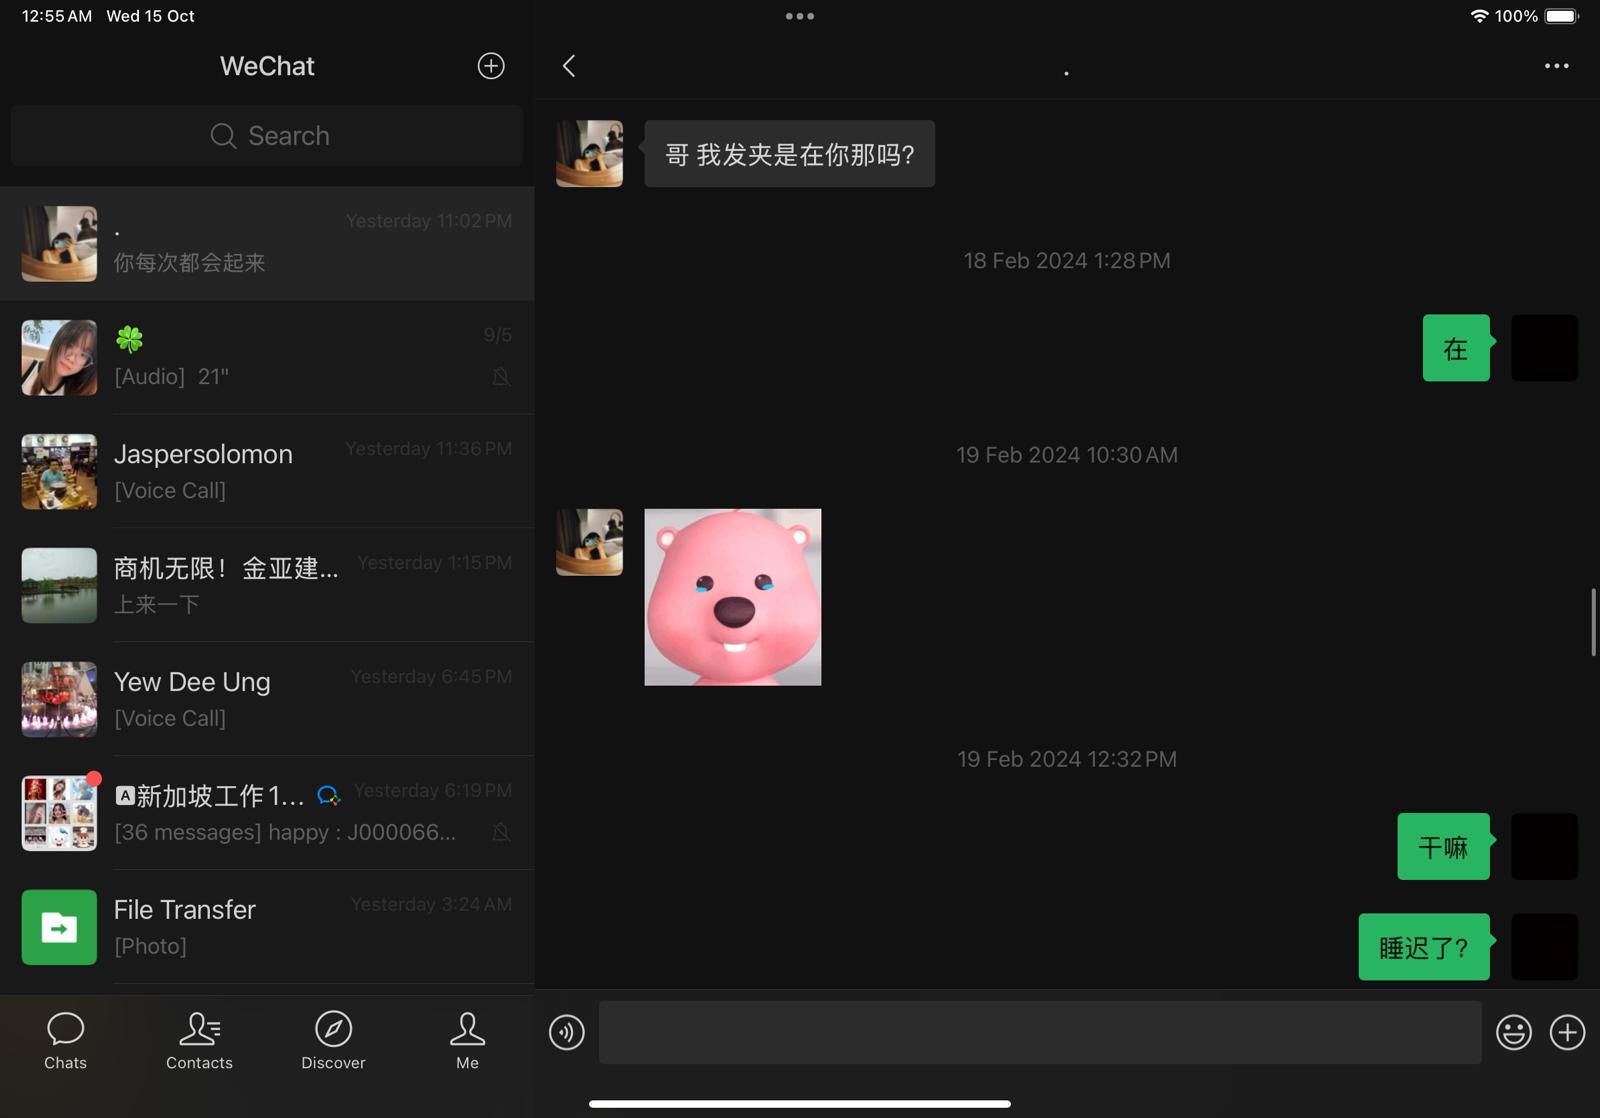 12:55 AM Wed 15 Oct
100%
WeChat
Search
.
Yesterday 11:02 PM
你每次都会起来
🍀
9/5
[Audio] 21"
Jaspersolomon
Yesterday 11:36 PM
[Voice Call]
商机无限！金亚建...
Yesterday 1:15 PM
上来一下
Yew Dee Ung
Yesterday 6:45 PM
[Voice Call]
🅰新加坡工作1...
Yesterday 6:19 PM
[36 messages] happy : J000066...
File Transfer
Yesterday 3:24 AM
[Photo]
Chats
Contacts
Discover
Me
.
哥 我发夹是在你那吗?
18 Feb 2024 1:28 PM
在
19 Feb 2024 10:30 AM
19 Feb 2024 12:32 PM
干嘛
睡迟了?